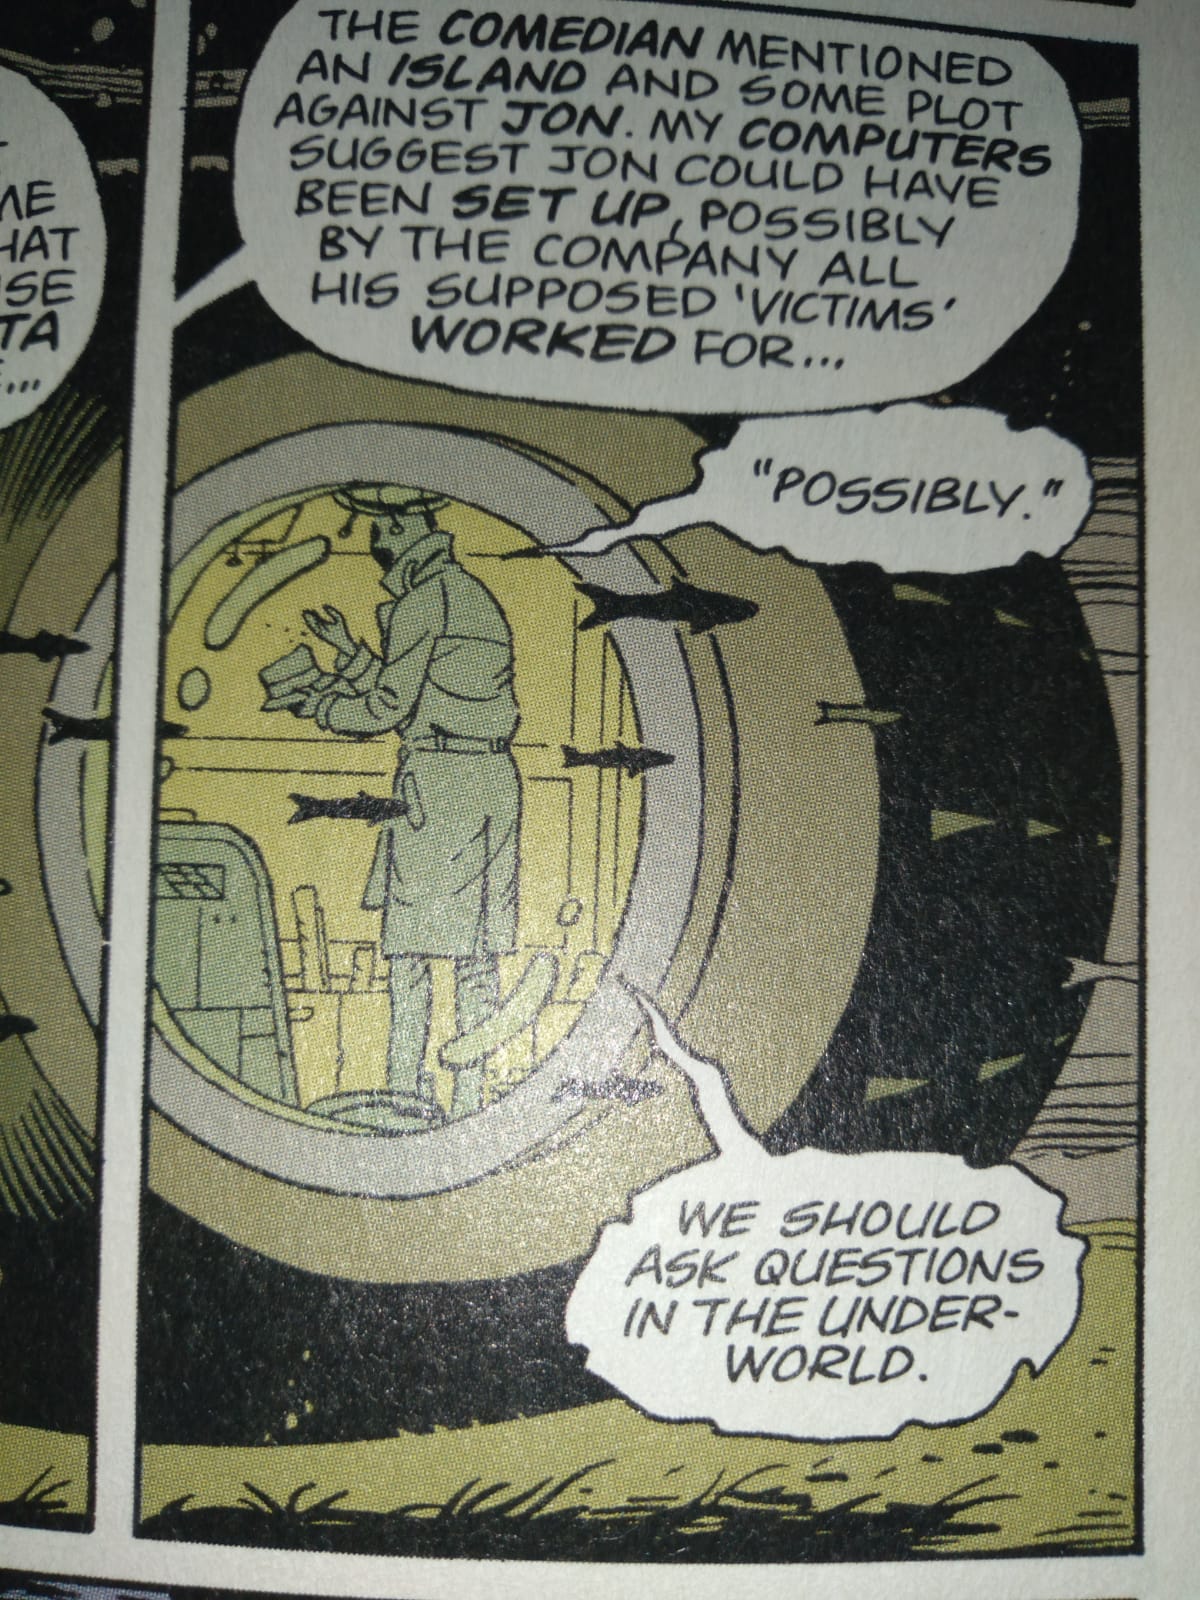 ME
HAT
SE
TA
...
THE COMEDIAN MENTIONED
AN ISLAND AND SOME PLOT
AGAINST JON. MY COMPUTERS
SUGGEST JON COULD HAVE
BEEN SET UP, POSSIBLY
BY THE COMPANY ALL
HIS SUPPOSED 'VICTIMS'
WORKED FOR...
"POSSIBLY."
WE SHOULD
ASK QUESTIONS
IN THE UNDER-
WORLD.